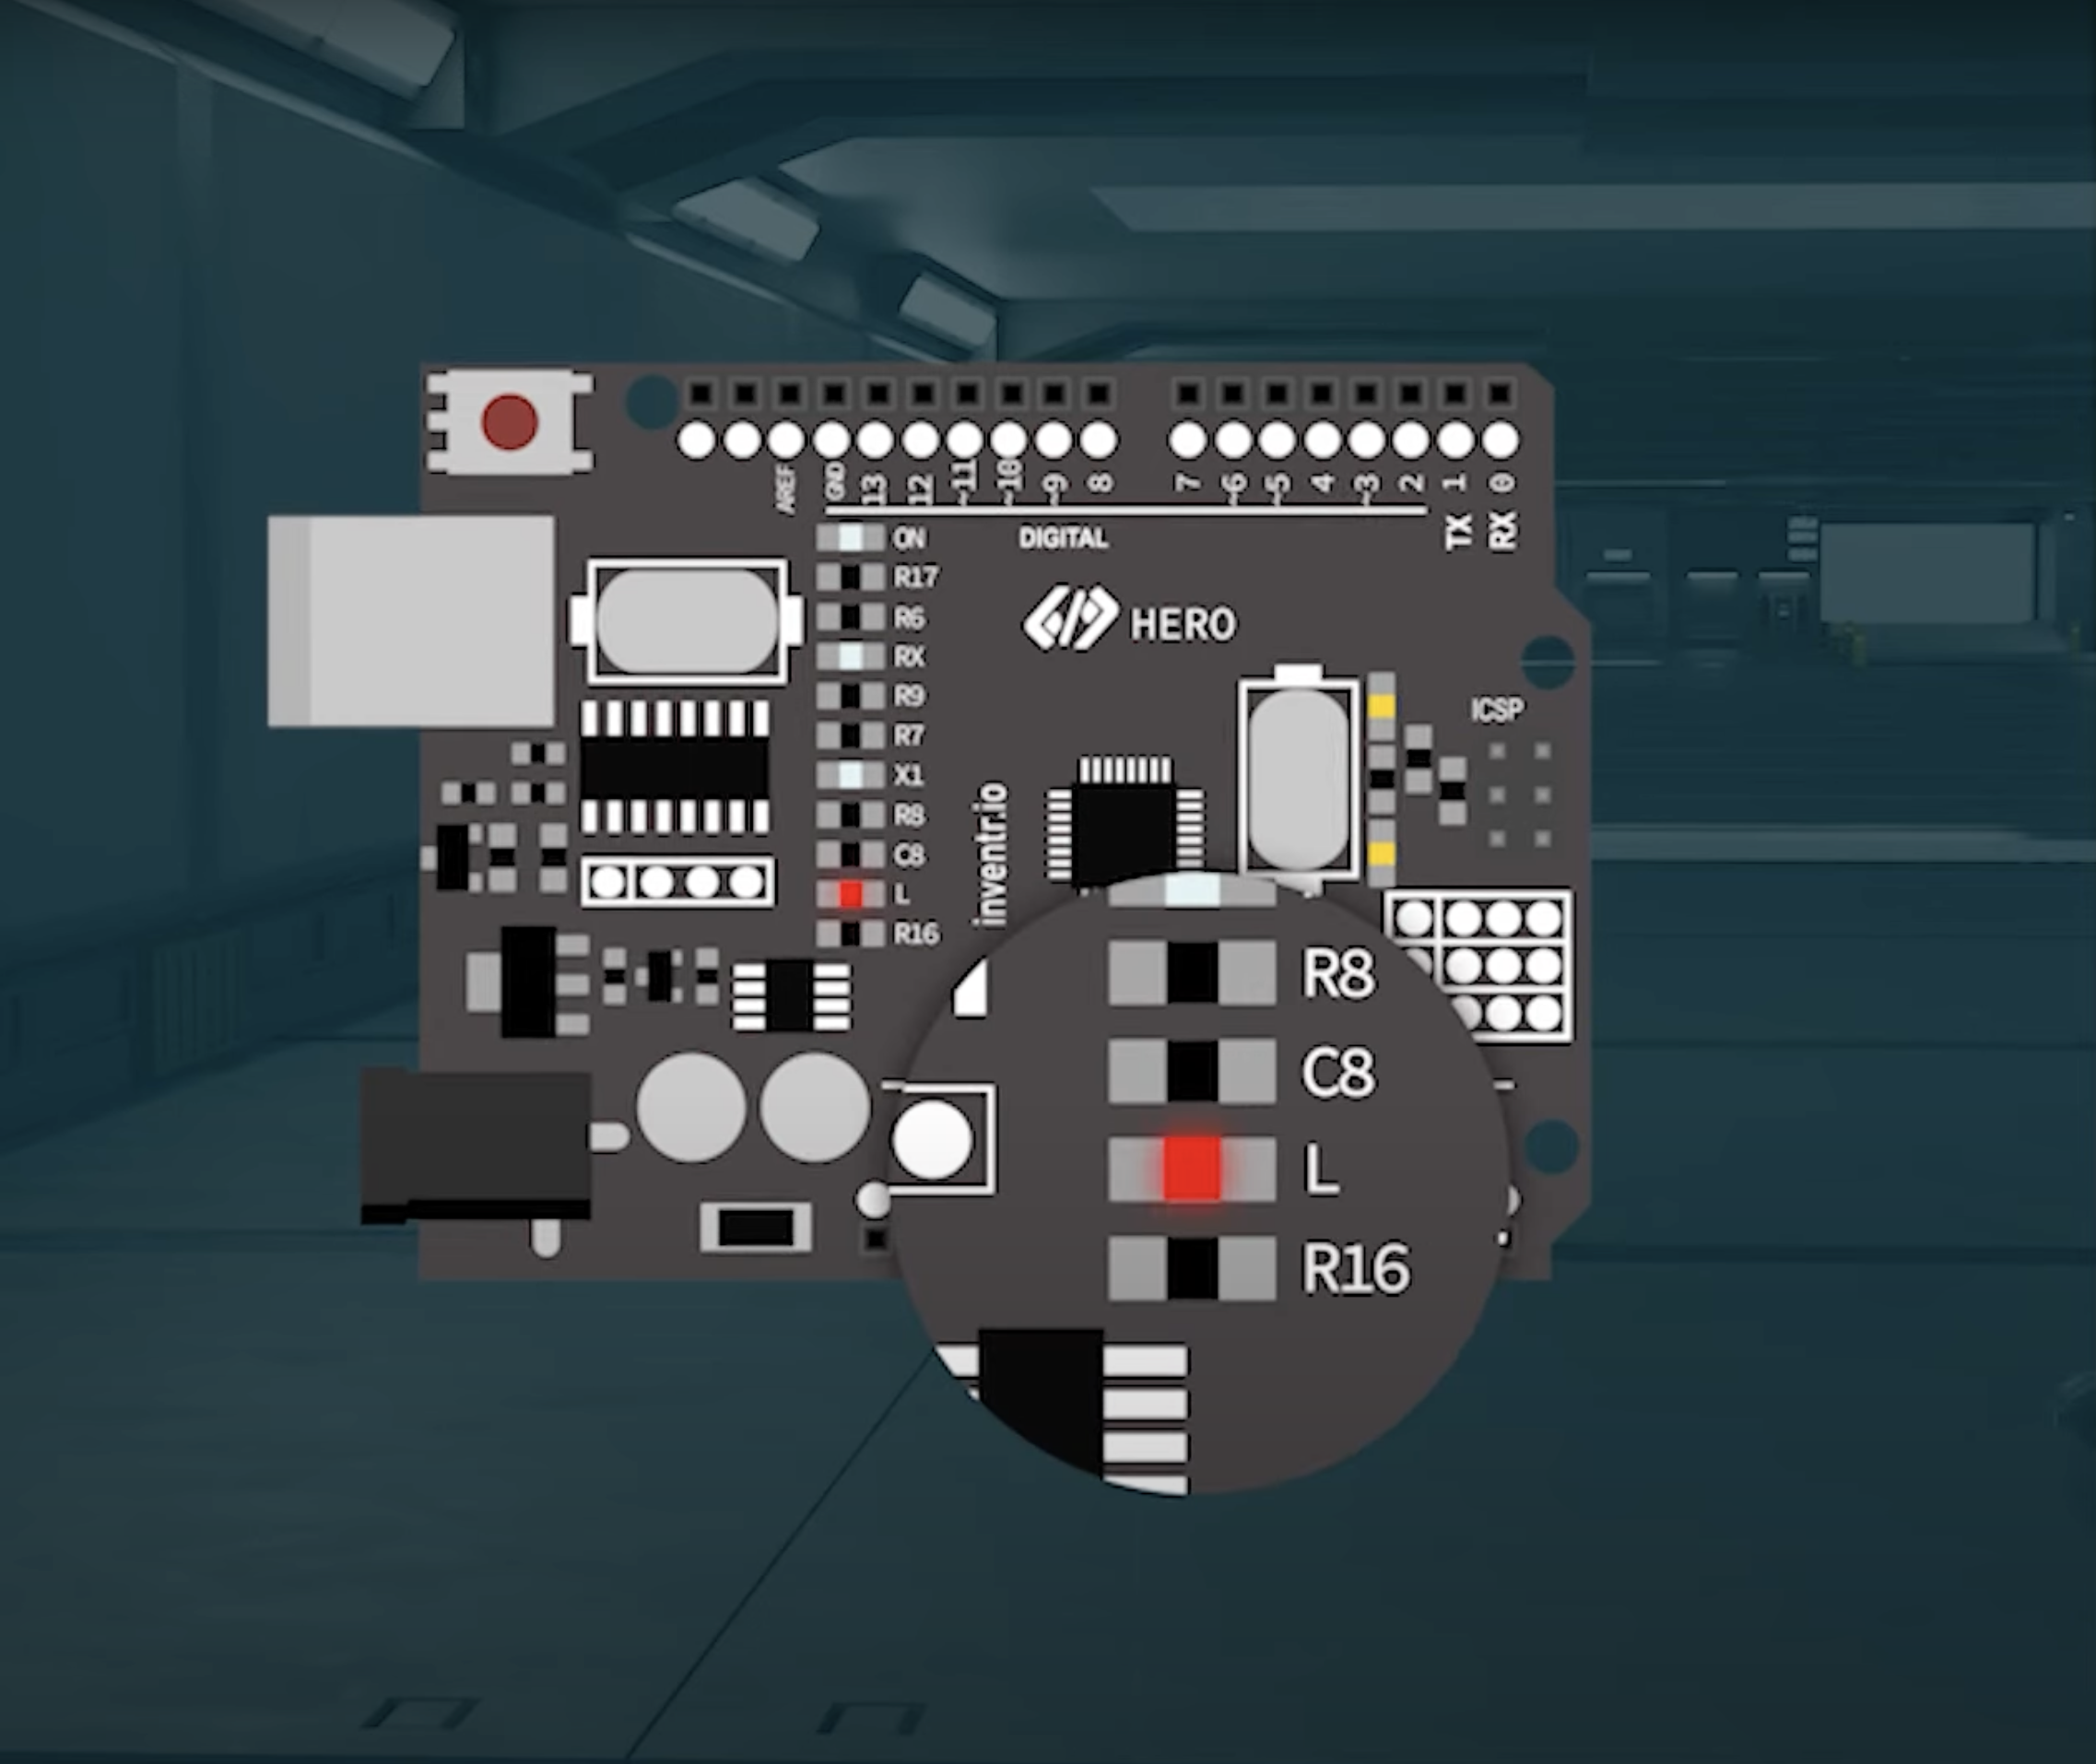 AREF
GND
13
12
~11
~10
~9
8
7
~6
~5
4
~3
2
TX 1
RX 0
DIGITAL
ON
R17
R6
RX
R9
R7
X1
R8
C8
L
R16
HERO
inventr.io
ICSP
R8
C8
L
R16